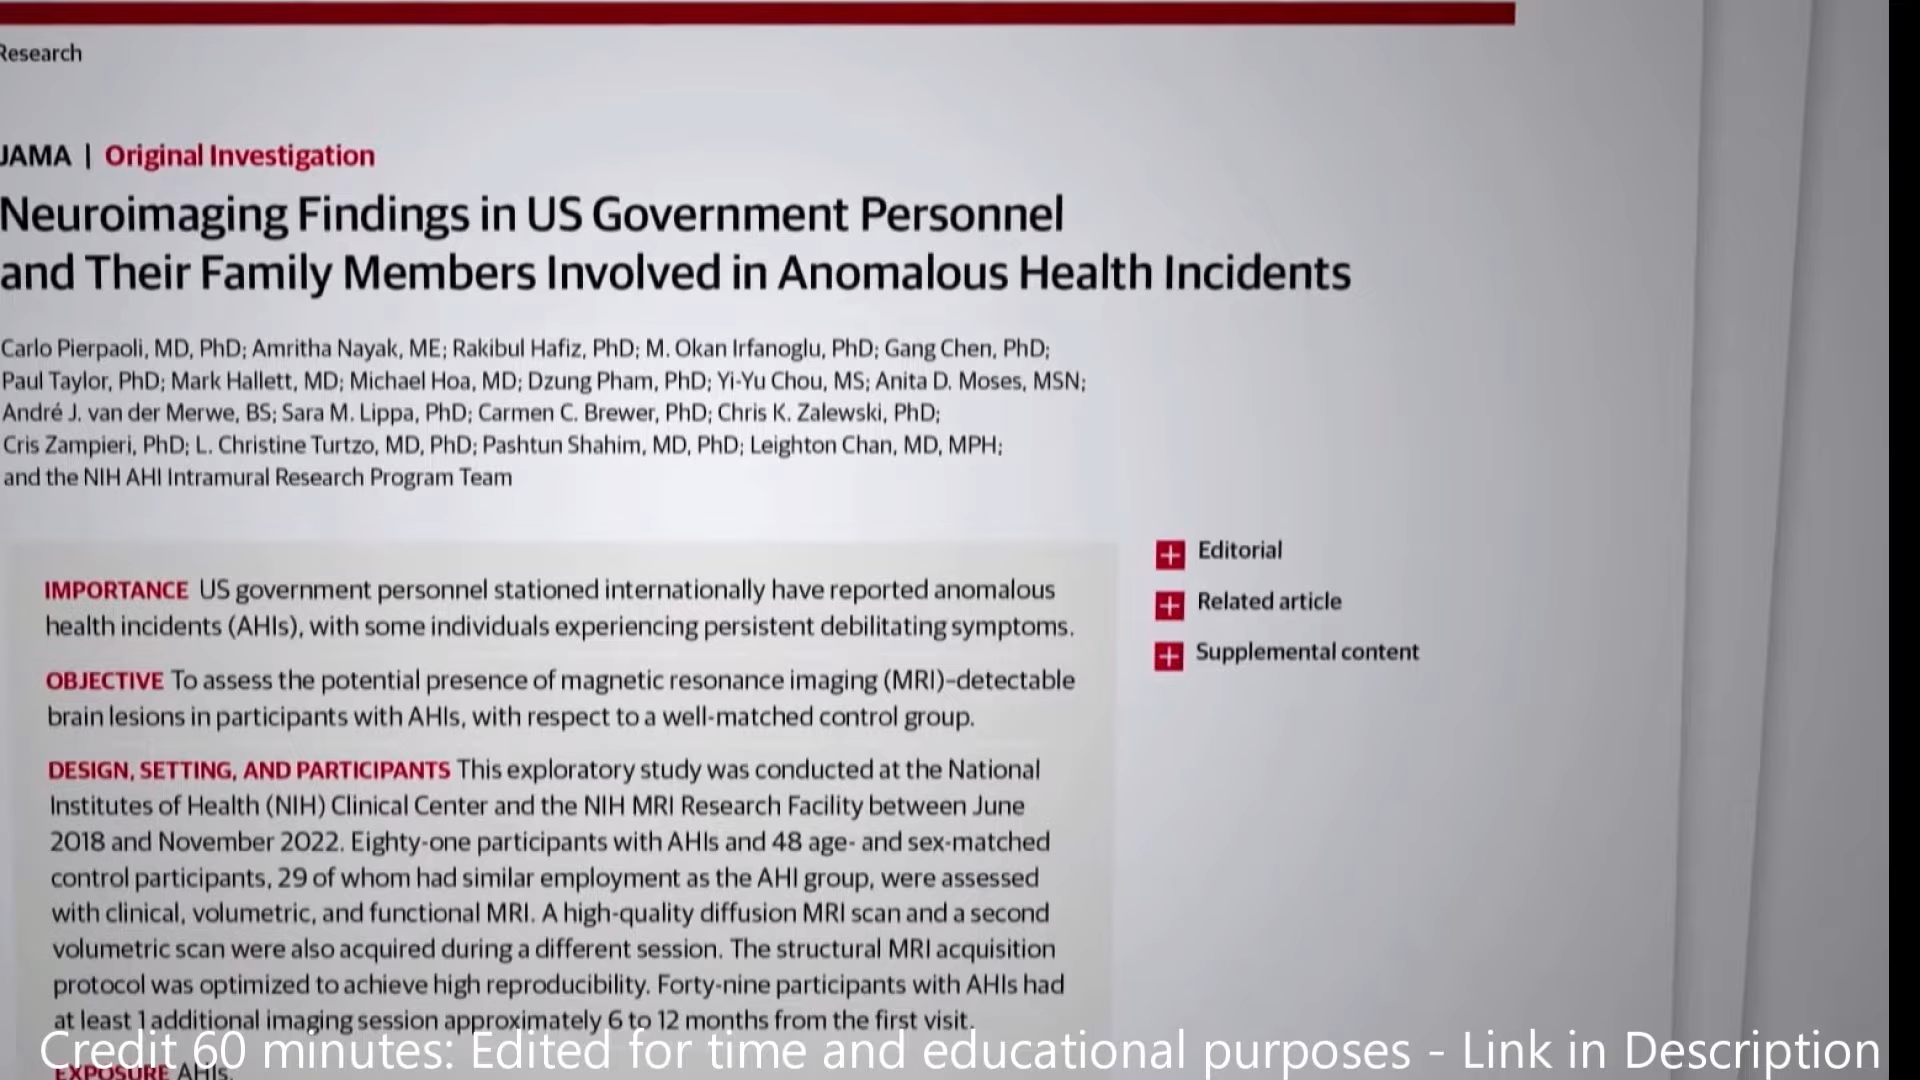 Research
JAMA | Original Investigation
Neuroimaging Findings in US Government Personnel
and Their Family Members Involved in Anomalous Health Incidents
Carlo Pierpaoli, MD, PhD; Amritha Nayak, ME; Rakibul Hafiz, PhD; M. Okan Irfanoglu, PhD; Gang Chen, PhD;
Paul Taylor, PhD; Mark Hallett, MD; Michael Hoa, MD; Dzung Pham, PhD; Yi-Yu Chou, MS; Anita D. Moses, MSN;
André J. van der Merwe, BS; Sara M. Lippa, PhD; Carmen C. Brewer, PhD; Chris K. Zalewski, PhD;
Cris Zampieri, PhD; L. Christine Turtzo, MD, PhD; Pashtun Shahim, MD, PhD; Leighton Chan, MD, MPH;
and the NIH AHI Intramural Research Program Team
IMPORTANCE US government personnel stationed internationally have reported anomalous
health incidents (AHIs), with some individuals experiencing persistent debilitating symptoms.
OBJECTIVE To assess the potential presence of magnetic resonance imaging (MRI)–detectable
brain lesions in participants with AHIs, with respect to a well-matched control group.
DESIGN, SETTING, AND PARTICIPANTS This exploratory study was conducted at the National
Institutes of Health (NIH) Clinical Center and the NIH MRI Research Facility between June
2018 and November 2022. Eighty-one participants with AHIs and 48 age- and sex-matched
control participants, 29 of whom had similar employment as the AHI group, were assessed
with clinical, volumetric, and functional MRI. A high-quality diffusion MRI scan and a second
volumetric scan were also acquired during a different session. The structural MRI acquisition
protocol was optimized to achieve high reproducibility. Forty-nine participants with AHIs had
at least 1 additional imaging session approximately 6 to 12 months from the first visit.
EXPOSURE AHIs.
Editorial
Related article
Supplemental content
Credit 60 minutes: Edited for time and educational purposes - Link in Description